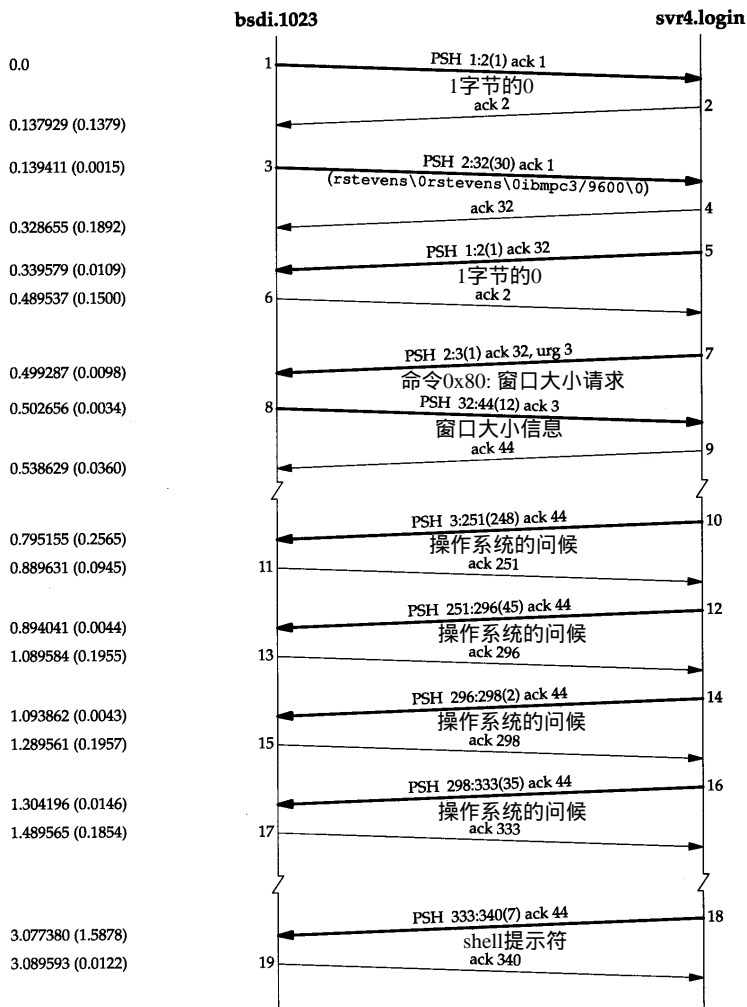 bsdi.1023 svr4.login
0.0 1 PSH 1:2(1) ack 1
1字节的0
ack 2 2
0.137929 (0.1379)
0.139411 (0.0015) 3 PSH 2:32(30) ack 1
(rstevens\0rstevens\0ibmpc3/9600\0)
ack 32 4
0.328655 (0.1892)
PSH 1:2(1) ack 32 5
0.339579 (0.0109) 1字节的0
0.489537 (0.1500) 6 ack 2
PSH 2:3(1) ack 32, urg 3 7
0.499287 (0.0098) 命令0x80: 窗口大小请求
0.502656 (0.0034) 8 PSH 32:44(12) ack 3
窗口大小信息
ack 44 9
0.538629 (0.0360)
PSH 3:251(248) ack 44 10
0.795155 (0.2565) 操作系统的问候
0.889631 (0.0945) 11 ack 251
PSH 251:296(45) ack 44 12
0.894041 (0.0044) 操作系统的问候
1.089584 (0.1955) 13 ack 296
PSH 296:298(2) ack 44 14
1.093862 (0.0043) 操作系统的问候
1.289561 (0.1957) 15 ack 298
PSH 298:333(35) ack 44 16
1.304196 (0.0146) 操作系统的问候
1.489565 (0.1854) 17 ack 333
PSH 333:340(7) ack 44 18
3.077380 (1.5878) shell提示符
3.089593 (0.0122) 19 ack 340